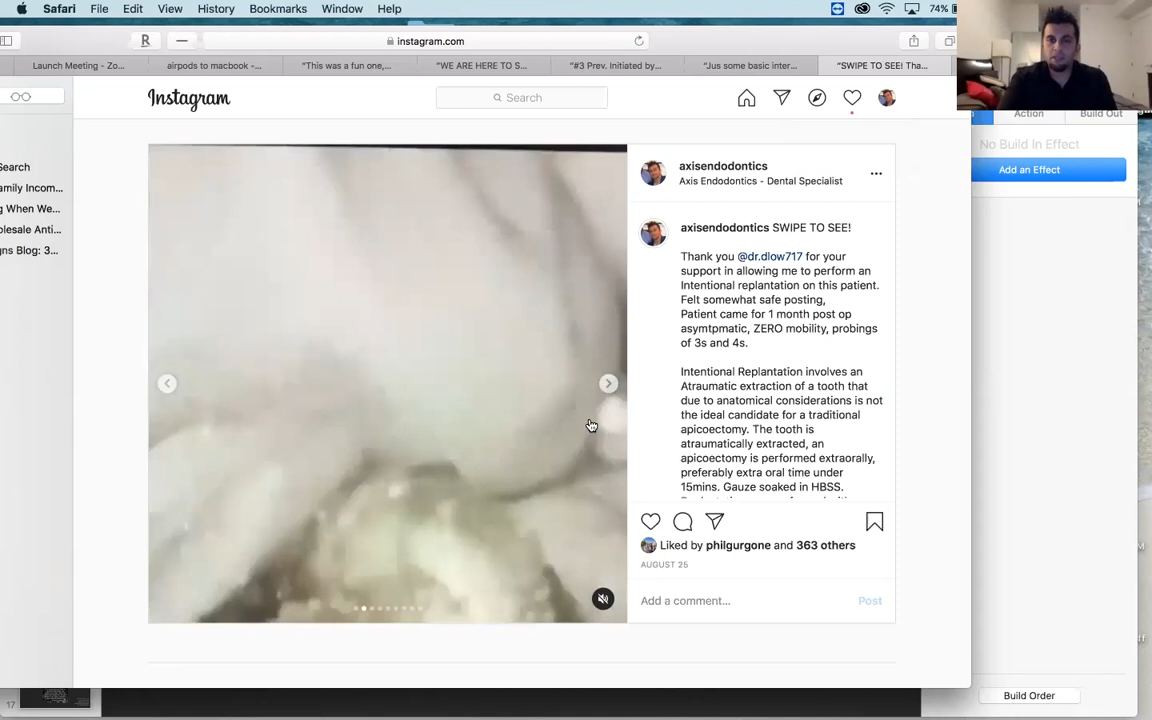 Safari File Edit View History Bookmarks Window Help 74%
instagram.com
Launch Meeting - Zo... airpods to macbook -... "This was a fun one,... "WE ARE HERE TO S... "#3 Prev. Initiated by... "Jus some basic inter... "SWIPE TO SEE! Tha...
Instagram
Search
Action Build Out
No Build In Effect
Add an Effect
Search
amily Incom...
g When We...
olesale Anti...
gns Blog: 3...
axisendodontics
Axis Endodontics - Dental Specialist
axisendodontics SWIPE TO SEE!
Thank you @dr.dlow717 for your
support in allowing me to perform an
Intentional replantation on this patient.
Felt somewhat safe posting,
Patient came for 1 month post op
asymtpmatic, ZERO mobility, probings
of 3s and 4s.
Intentional Replantation involves an
Atraumatic extraction of a tooth that
due to anatomical considerations is not
the ideal candidate for a traditional
apicoectomy. The tooth is
atraumatically extracted, an
apicoectomy is performed extraorally,
preferably extra oral time under
15mins. Gauze soaked in HBSS.
Liked by philgurgone and 363 others
AUGUST 25
Add a comment... Post
17
Build Order